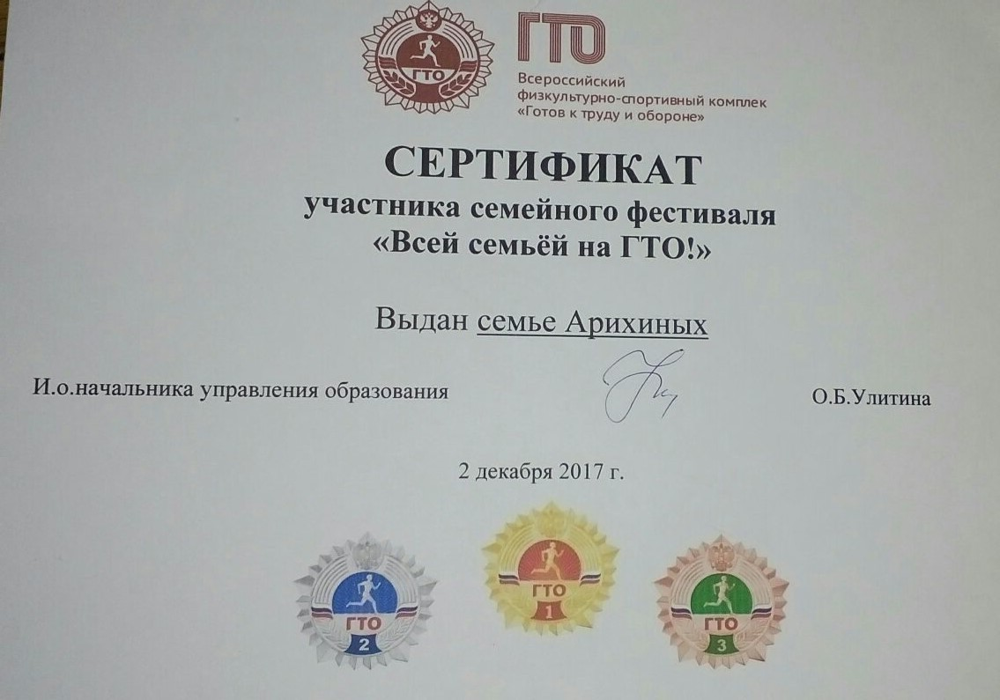 ГТО
ГТО
Всероссийский
физкультурно-спортивный комплек
«Готов к труду и обороне»
СЕРТИФИКАТ
участника семейного фестиваля
«Всей семьёй на ГТО!»
Выдан семье Арихиных
И.о.начальника управления образования О.Б.Улитина
2 декабря 2017 г.
ГТО
2
ГТО
1
ГТО
3